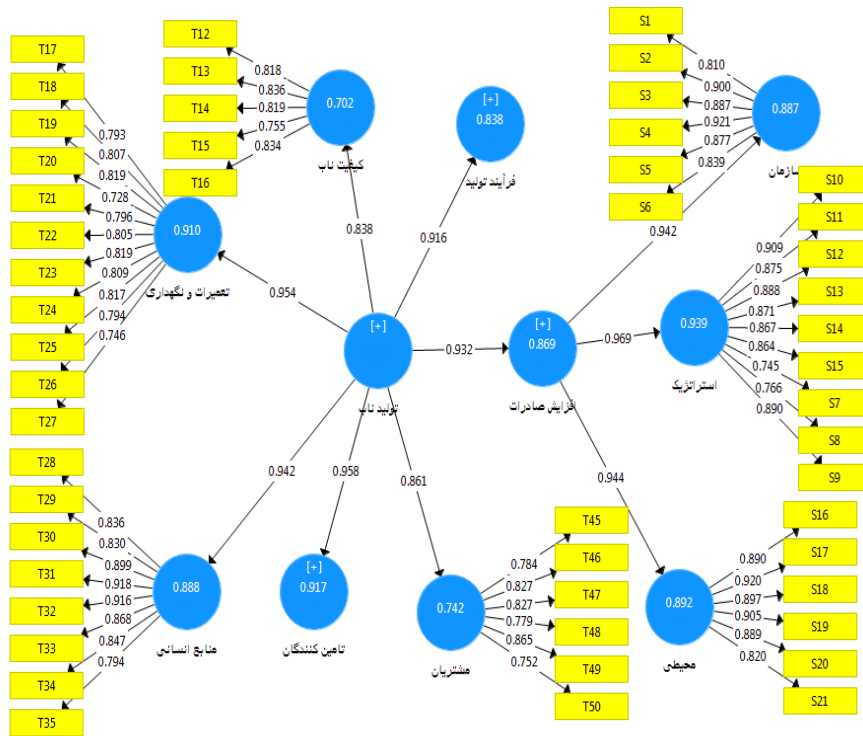 T17
T18
T19
T20
T21
T22
T23
T24
T25
T26
T27
0.793
0.807
0.819
0.728
0.796
0.805
0.819
0.809
0.817
0.794
0.746
0.910
تعمیرات و نگهداری
T12
T13
T14
T15
T16
0.818
0.836
0.819
0.755
0.834
0.702
کیفیت ناب
[+]
0.838
فرآیند تولید
S1
S2
S3
S4
S5
S6
0.810
0.900
0.887
0.921
0.877
0.839
0.887
سازمان
0.954
0.838
0.916
0.942
[+]
تولید ناب
0.932
[+]
0.869
افزایش صادرات
0.969
0.939
استراتژیک
0.909
0.875
0.888
0.871
0.867
0.864
0.745
0.766
0.890
S10
S11
S12
S13
S14
S15
S7
S8
S9
0.942
0.958
0.861
0.944
T28
T29
T30
T31
T32
T33
T34
T35
0.836
0.830
0.899
0.918
0.916
0.868
0.847
0.794
0.888
منابع انسانی
[+]
0.917
تامین کنندگان
0.742
مشتریان
0.784
0.827
0.827
0.779
0.865
0.752
T45
T46
T47
T48
T49
T50
0.892
محیطی
0.890
0.920
0.897
0.905
0.889
0.820
S16
S17
S18
S19
S20
S21